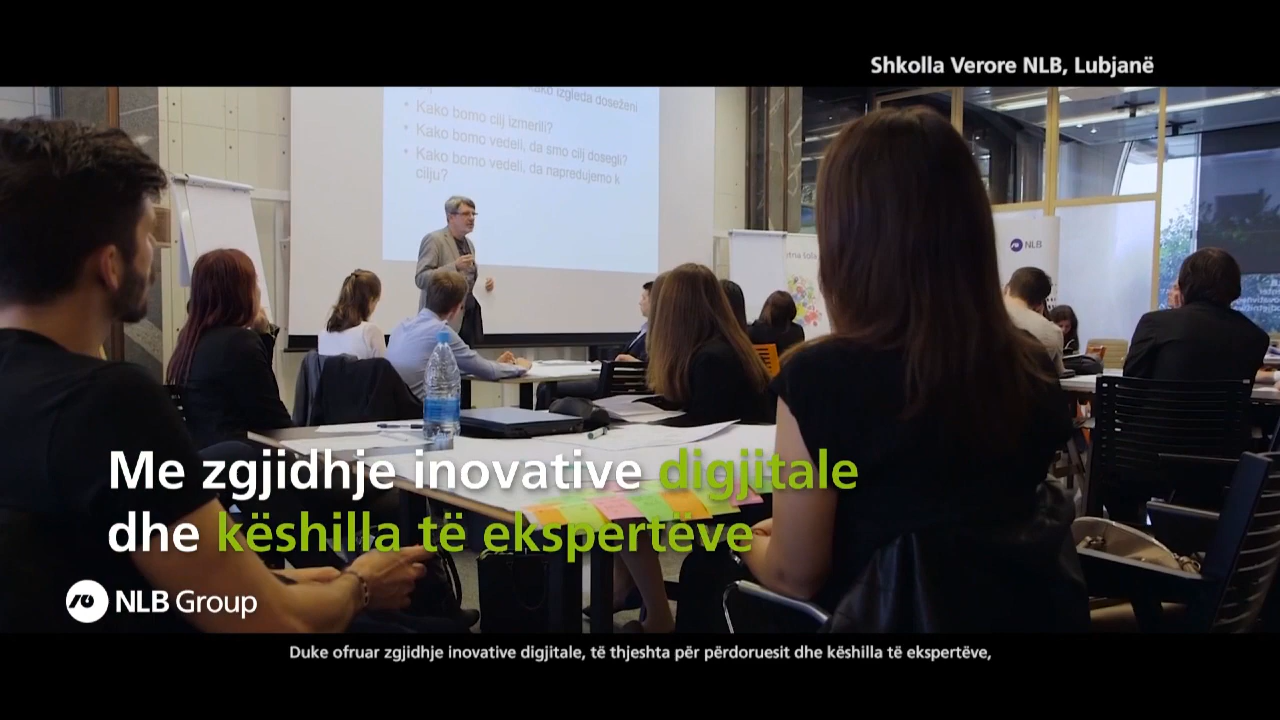 Shkolla Verore NLB, Lubjanë
izgleda doseženi
• Kako bomo cilj izmerili?
• Kako bomo vedeli, da smo cilj dosegli?
• Kako bomo vedeli, da napredujemo k
cilju?
NLB
Me zgjidhje inovative digjitale
dhe këshilla të ekspertëve
NLB Group
Duke ofruar zgjidhje inovative digjitale, të thjeshta për përdoruesit dhe këshilla të ekspertëve,